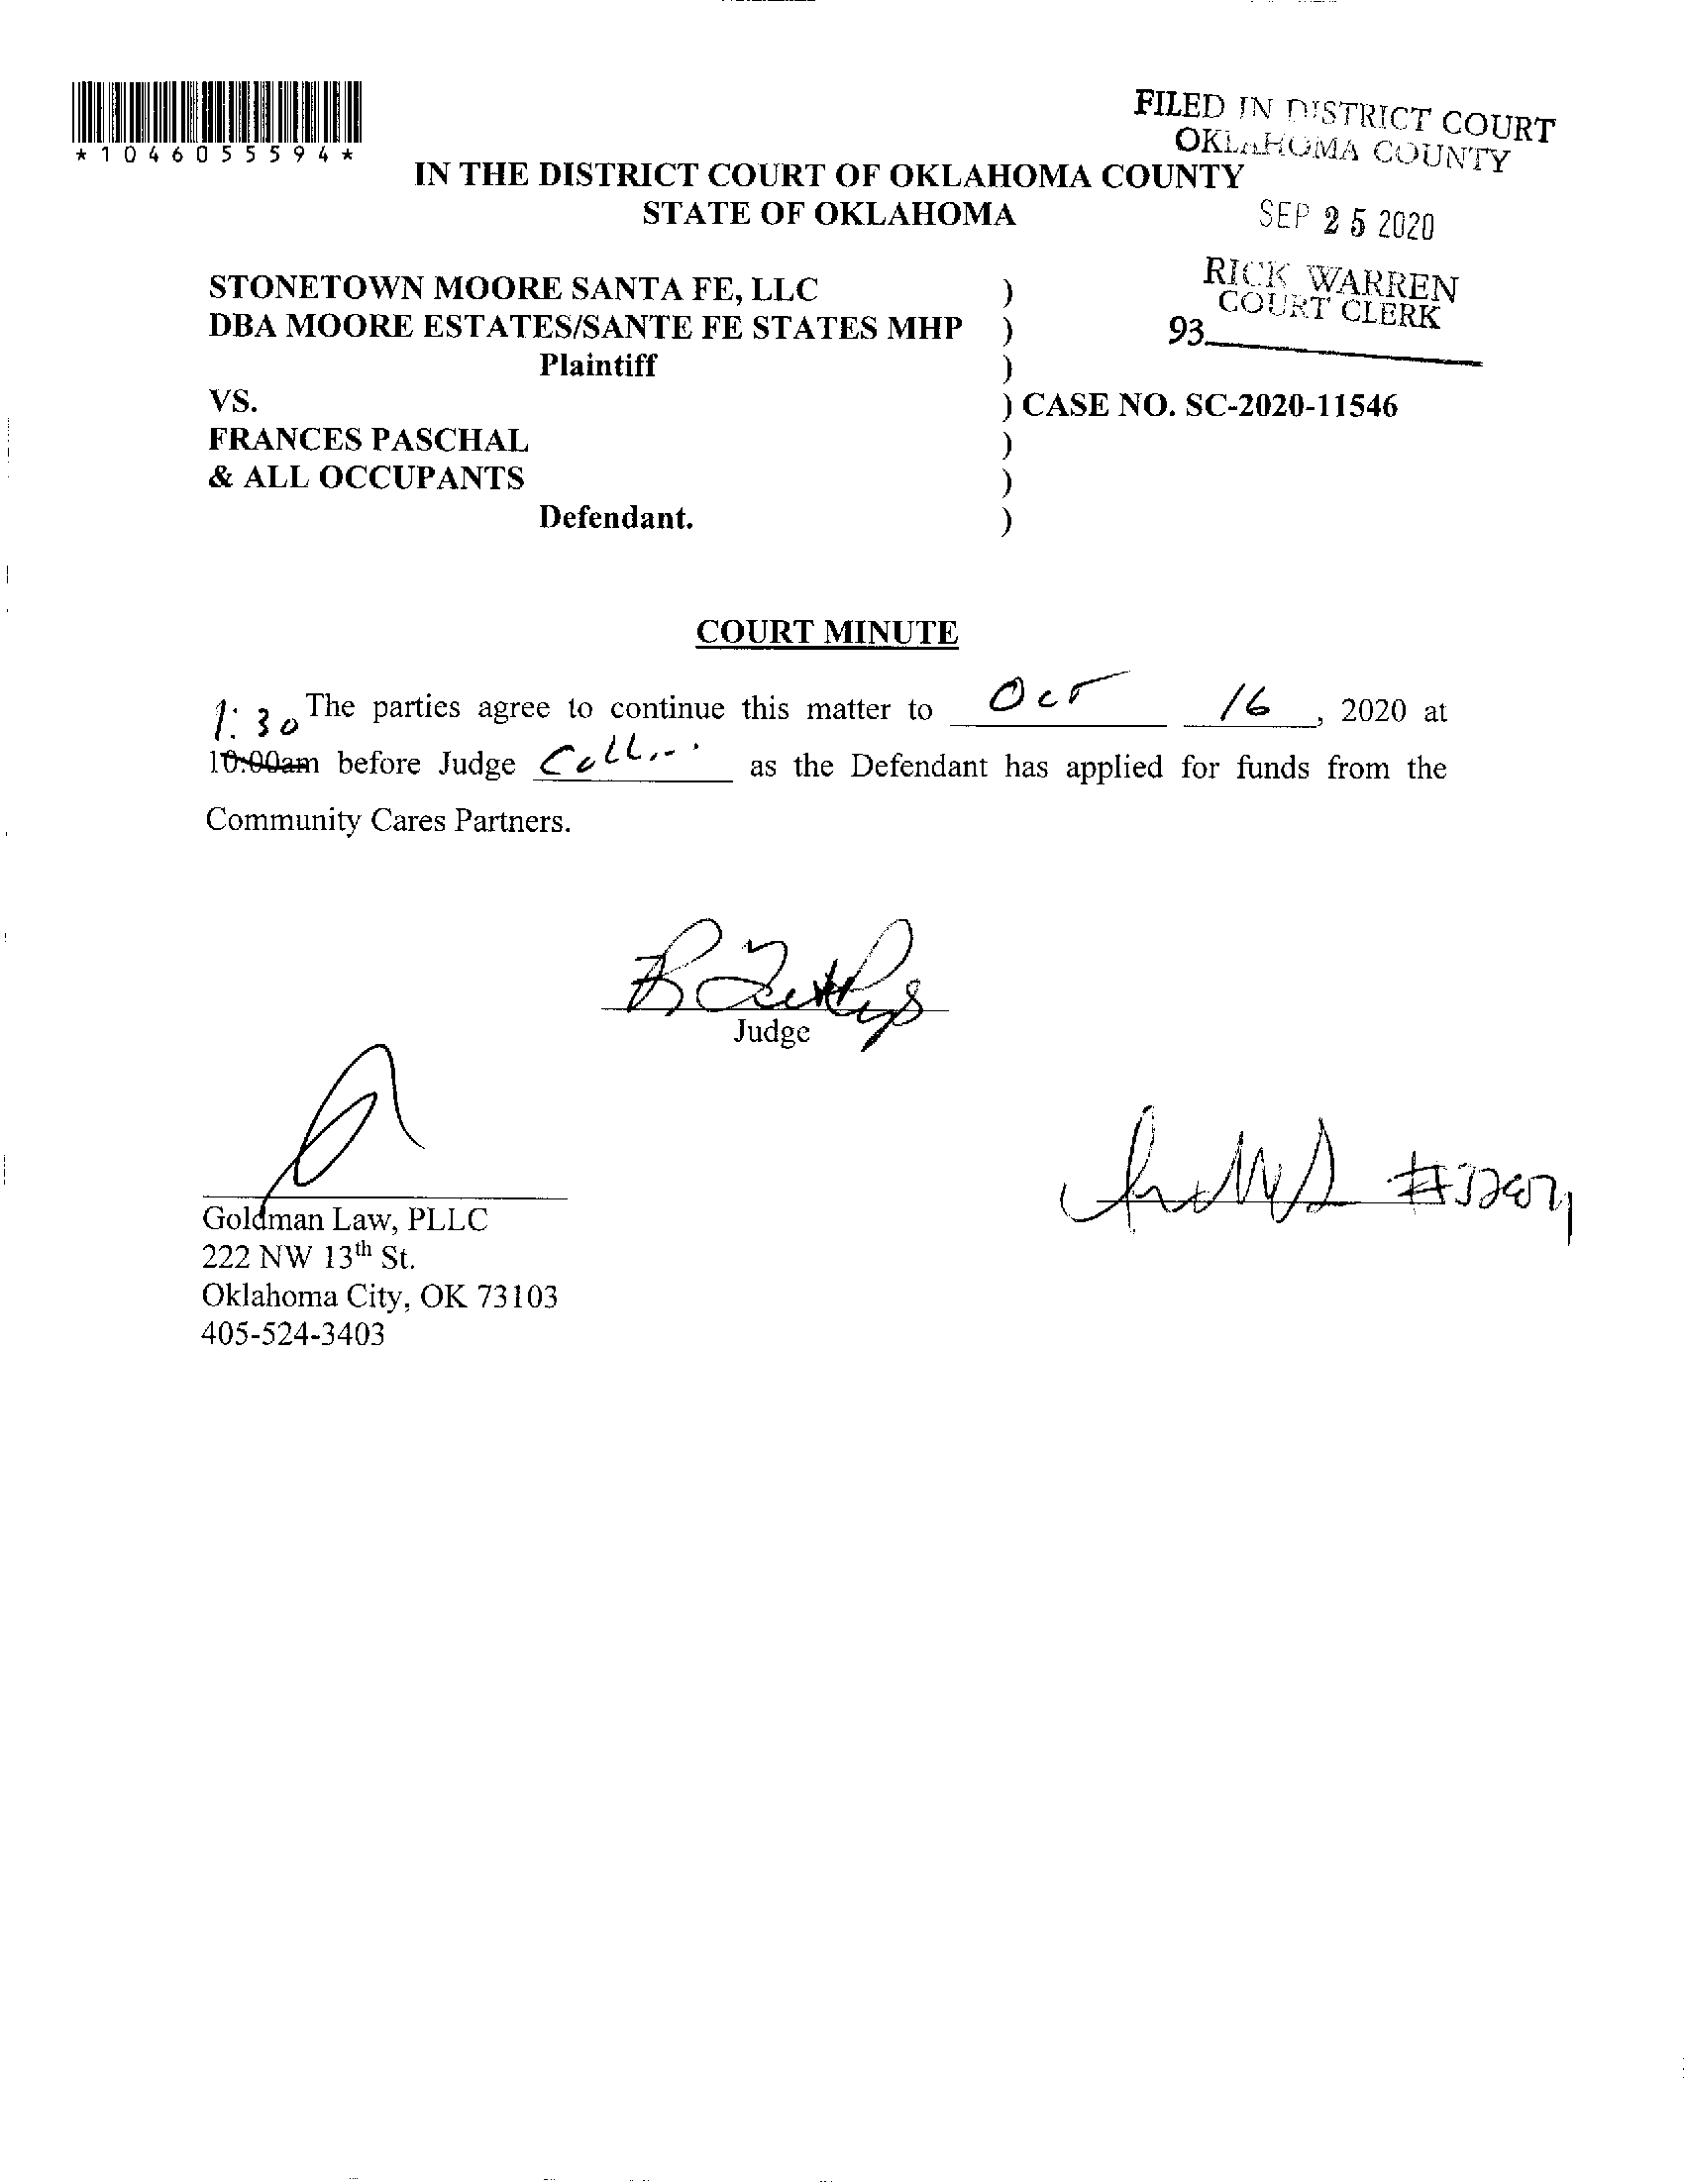 *1046055594*
FILED IN DISTRICT COURT
OKLAHOMA COUNTY
IN THE DISTRICT COURT OF OKLAHOMA COUNTY
STATE OF OKLAHOMA
SEP 25 2020
RICK WARREN
COURT CLERK
93
STONETOWN MOORE SANTA FE, LLC )
DBA MOORE ESTATES/SANTE FE STATES MHP )
Plaintiff )
VS. ) CASE NO. SC-2020-11546
FRANCES PASCHAL )
& ALL OCCUPANTS )
Defendant. )
COURT MINUTE
1:30 The parties agree to continue this matter to Oct 16, 2020 at
10:00am before Judge as the Defendant has applied for funds from the
Community Cares Partners.
Judge
Goldman Law, PLLC
222 NW 13th St.
Oklahoma City, OK 73103
405-524-3403